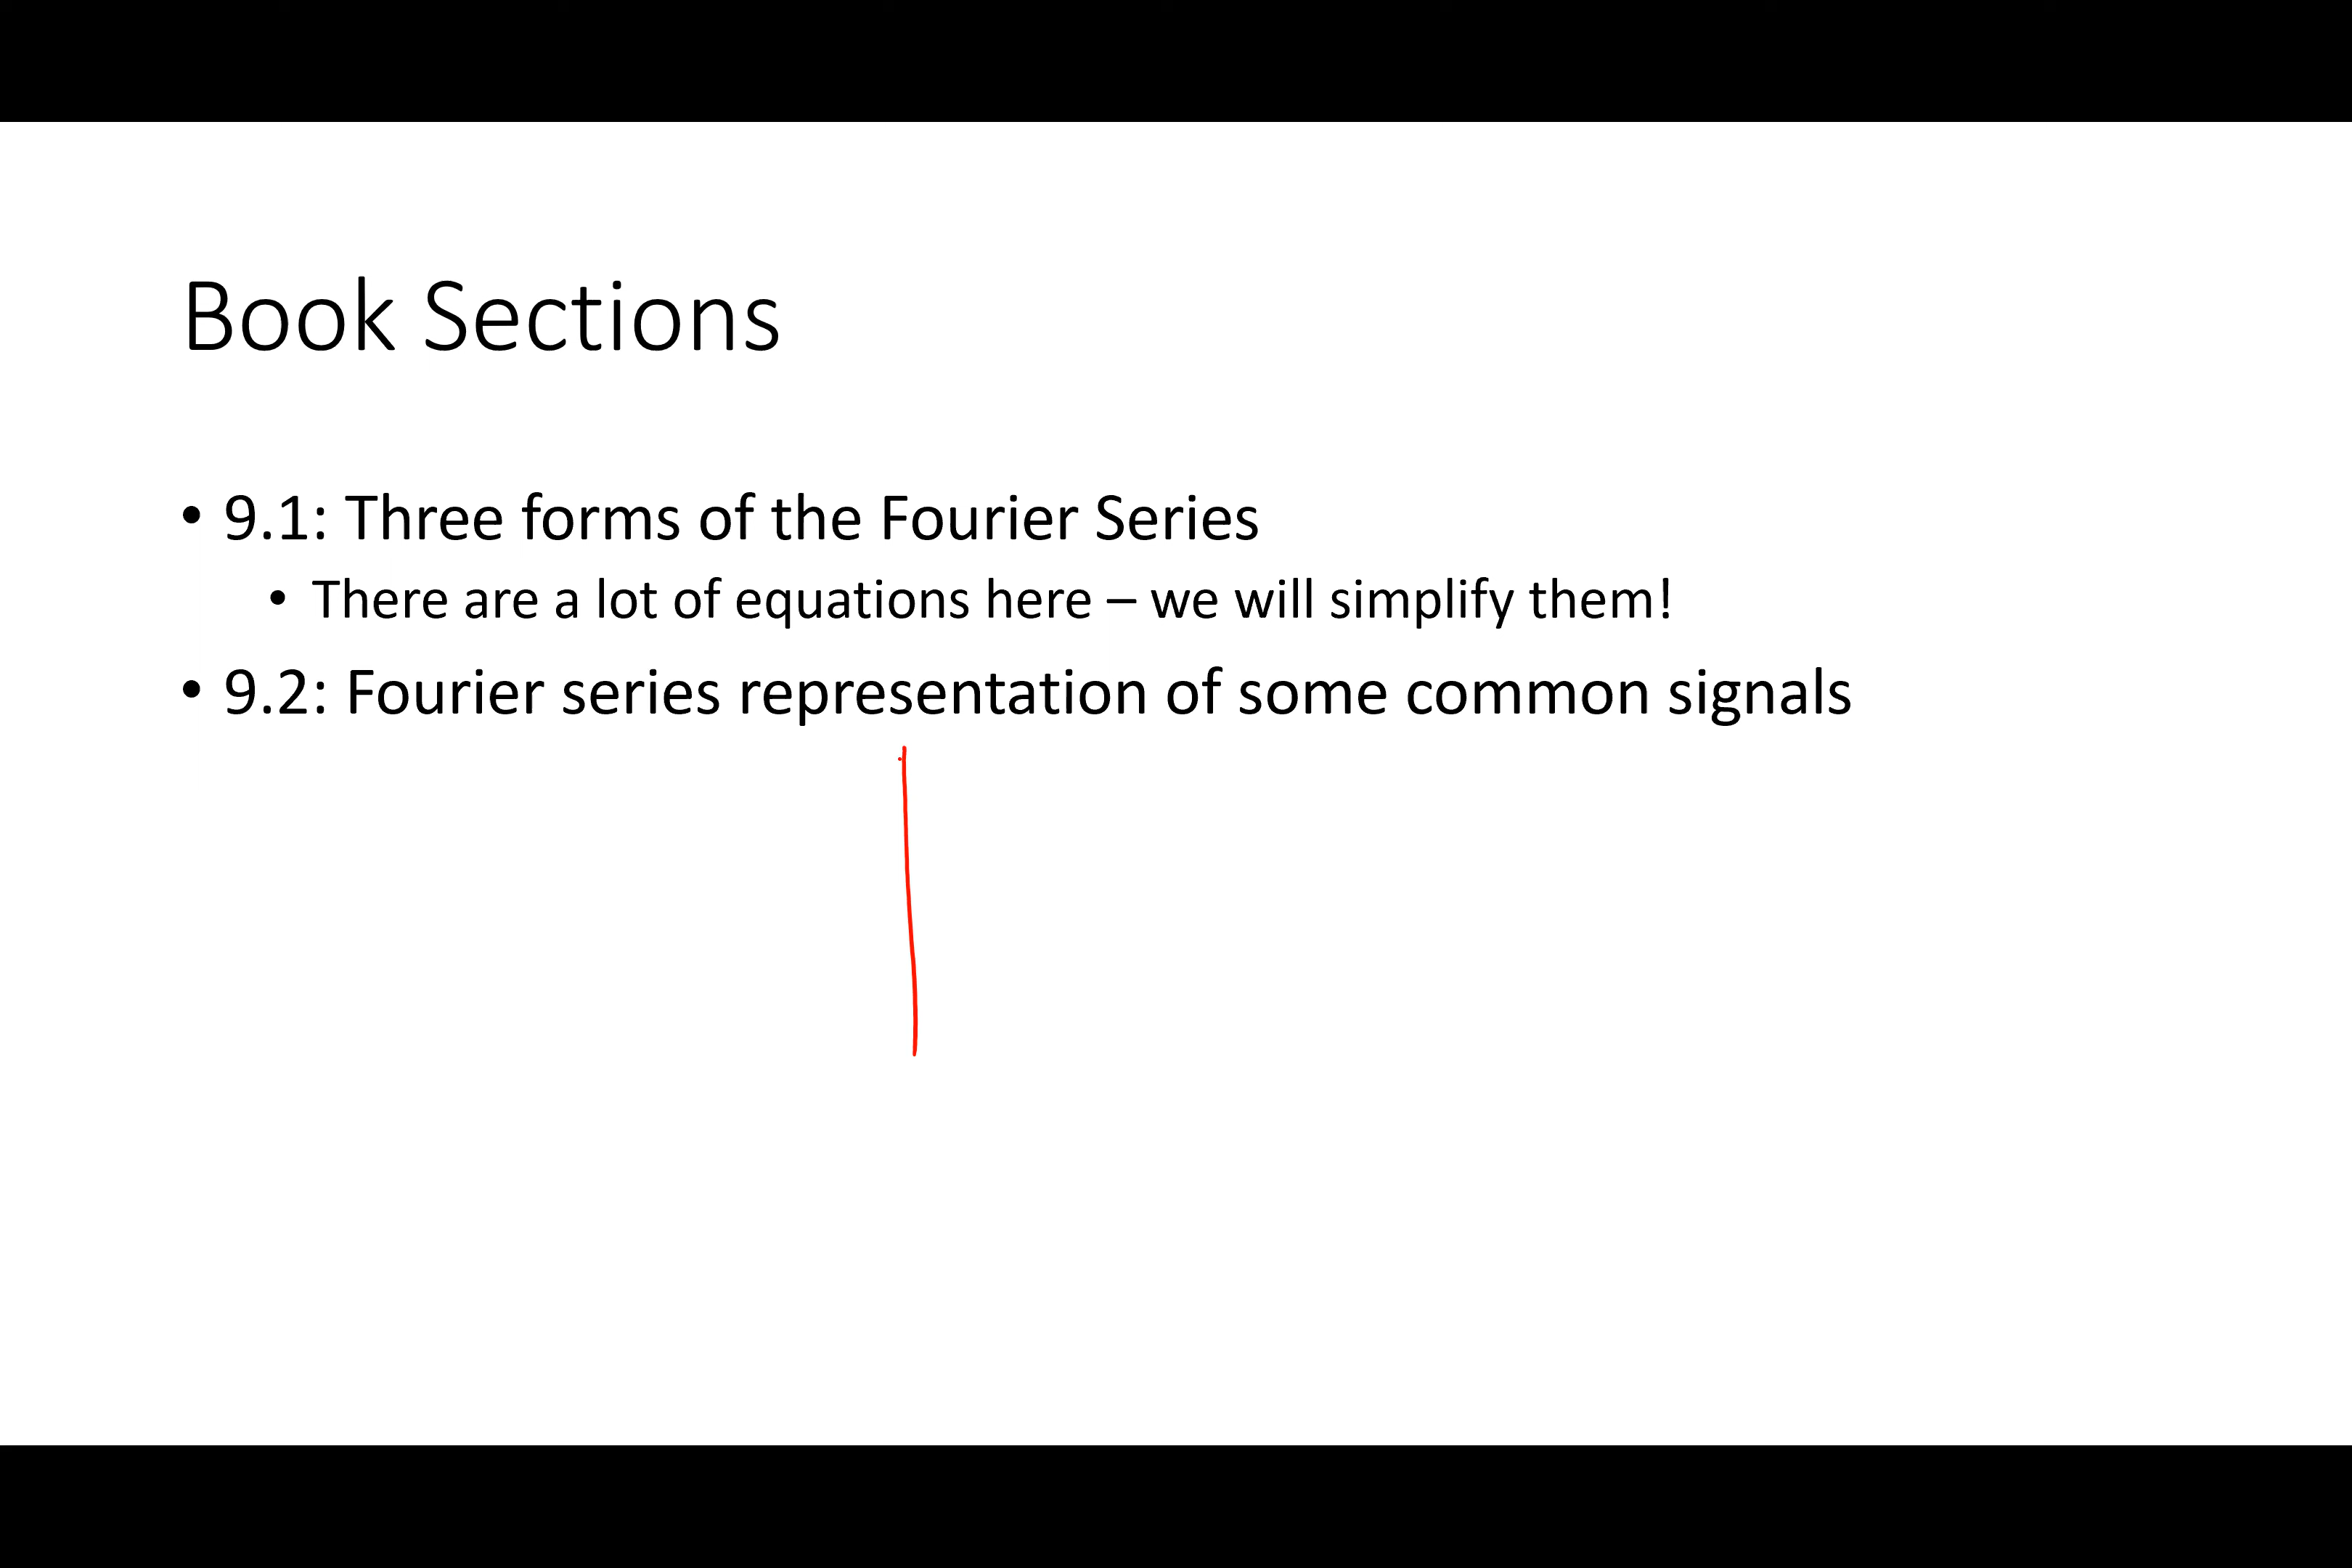 Book Sections
• 9.1: Three forms of the Fourier Series
• There are a lot of equations here – we will simplify them!
• 9.2: Fourier series representation of some common signals